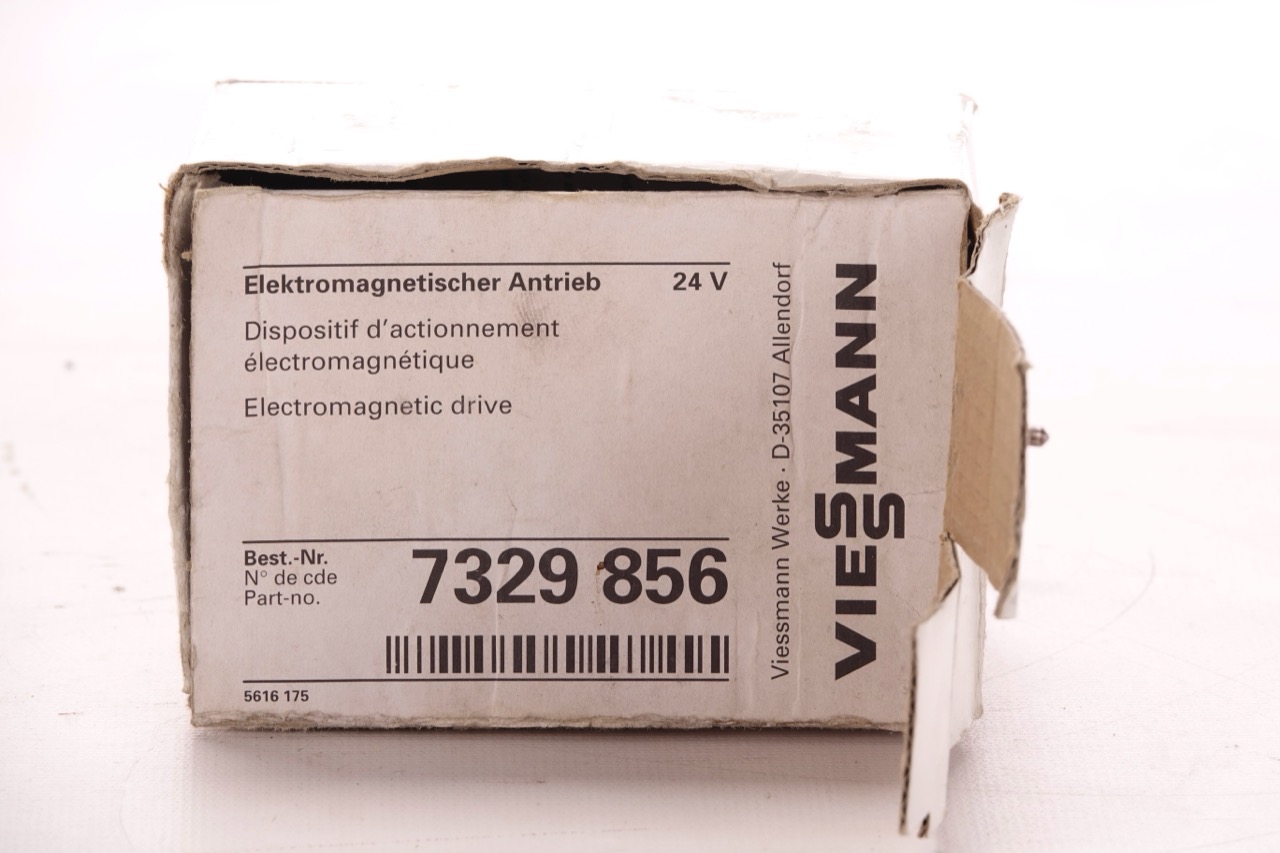 Elektromagnetischer Antrieb 24 V
Dispositif d'actionnement
électromagnétique
Electromagnetic drive
Best.-Nr.
N° de cde
Part-no.
7329 856
5616 175
Viessmann Werke · D-35107 Allendorf
VIESSMANN